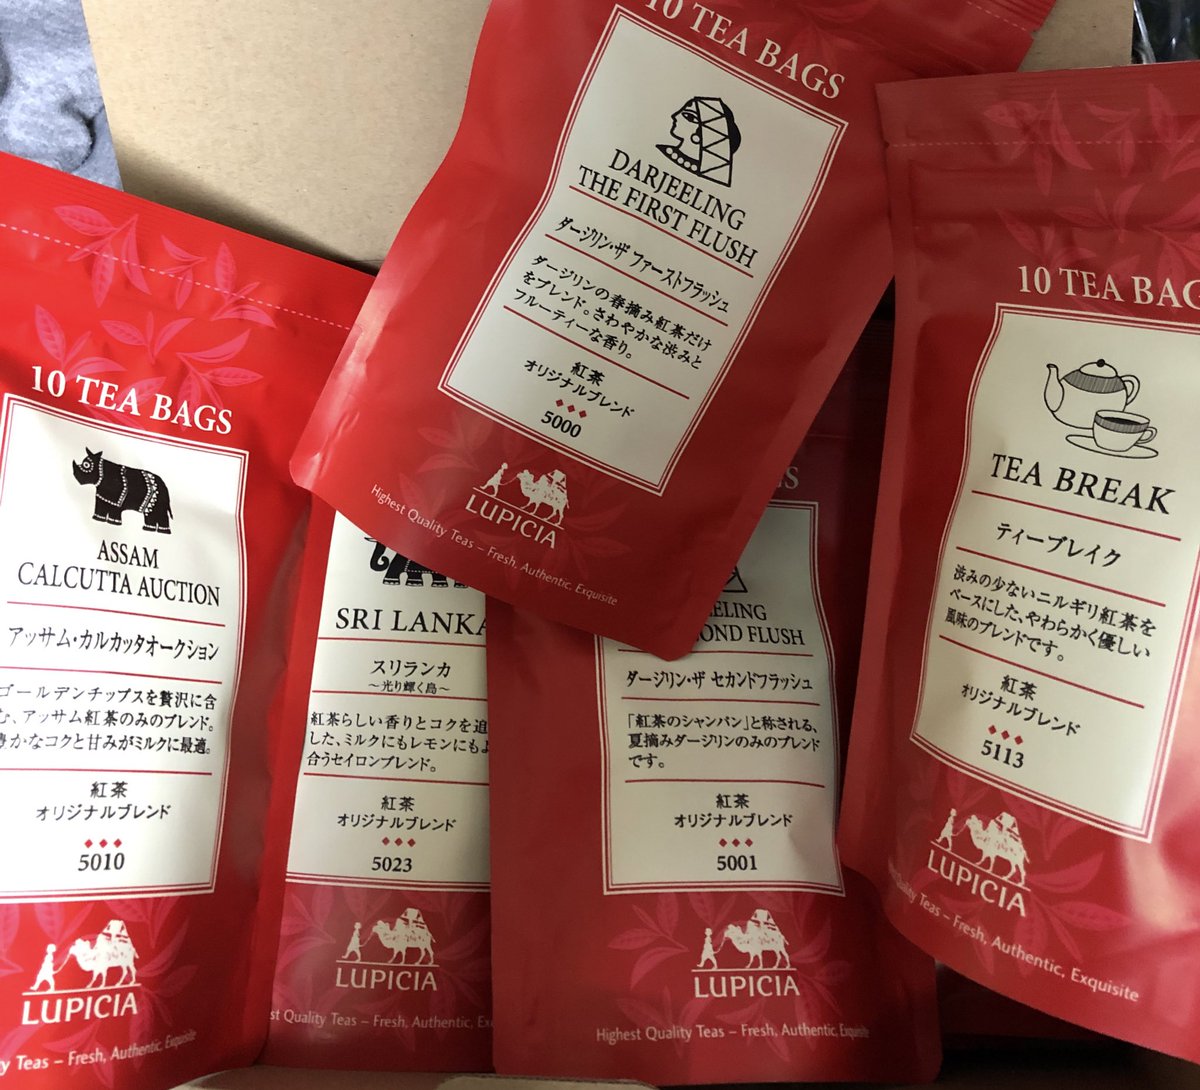 10 TEA BAGS
DARJEELING
THE FIRST FLUSH
ダージリン・ザ ファーストフラッシュ
ダージリンの春摘み紅茶だけ
をブレンド。さわやかな渋みと
フルーティーな香り。
紅茶
オリジナルブレンド
5000
LUPICIA
Highest Quality Teas – Fresh, Authentic, Exquisite
10 TEA BAG
TEA BREAK
ティーブレイク
渋みの少ないニルギリ紅茶を
ベースにした、やわらかく優しい
風味のブレンドです。
紅茶
オリジナルブレンド
5113
LUPICIA
Quality Teas – Fresh, Authentic, Exquisite
10 TEA BAGS
ASSAM
CALCUTTA AUCTION
アッサム・カルカッタオークション
ゴールデンチップスを贅沢に含
む、アッサム紅茶のみのブレンド。
豊かなコクと甘みがミルクに最適。
紅茶
オリジナルブレンド
5010
LUPICIA
y Teas – Fresh, Authentic, Exquisite
SRI LANKA
スリランカ
～光り輝く島～
紅茶らしい香りとコクを追
した、ミルクにもレモンにもよ
合うセイロンブレンド。
紅茶
オリジナルブレンド
5023
LUPICIA
st Quality Teas – Fresh, Authentic, Ex
GS
ELING
OND FLUSH
ダージリン・ザ セカンドフラッシュ
「紅茶のシャンパン」と称される、
夏摘みダージリンのみのブレンド
です。
紅茶
オリジナルブレンド
5001
LUPICIA
Highest Quality Teas – Fresh, Authentic, Exquisite